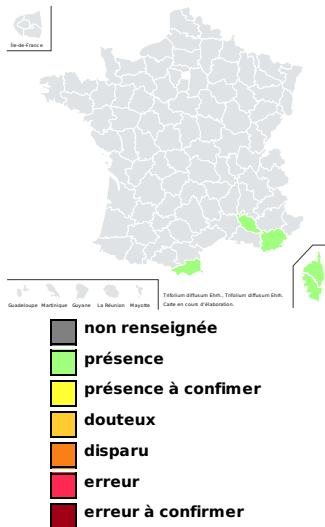 Île-de-France
Guadeloupe Martinique Guyane La Réunion Mayotte
Trifolium diffusum Ehrh., Trifolium diffusum Ehrh.
Carte en cours d'élaboration.
non renseignée
présence
présence à confimer
douteux
disparu
erreur
erreur à confirmer